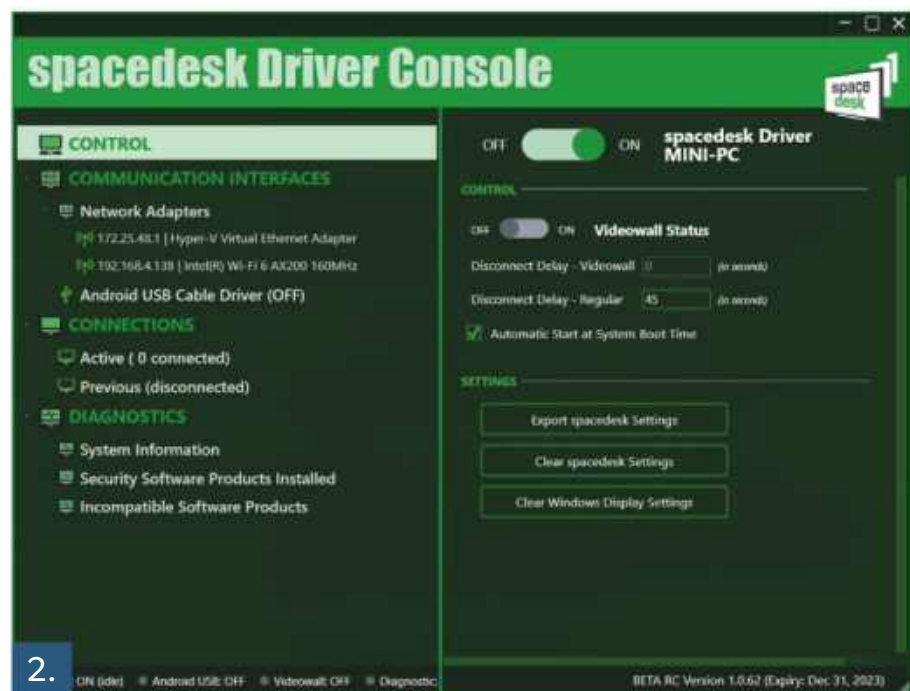 spacedesk Driver Console
space
desk
CONTROL
COMMUNICATION INTERFACES
Network Adapters
172.25.48.1 | Hyper-V Virtual Ethernet Adapter
192.168.4.138 | Intel(R) Wi-Fi 6 AX200 160MHz
Android USB Cable Driver (OFF)
CONNECTIONS
Active ( 0 connected)
Previous (disconnected)
DIAGNOSTICS
System Information
Security Software Products Installed
Incompatible Software Products
OFF ON spacedesk Driver
MINI-PC
CONTROL
OFF ON Videowall Status
Disconnect Delay - Videowall 0 (in seconds)
Disconnect Delay - Regular 45 (in seconds)
Automatic Start at System Boot Time
SETTINGS
Export spacedesk Settings
Clear spacedesk Settings
Clear Windows Display Settings
2.
ON (idle) Android USB: OFF Videowall: OFF Diagnostic
BETA RC Version 1.0.62 (Expiry: Dec 31, 2023)